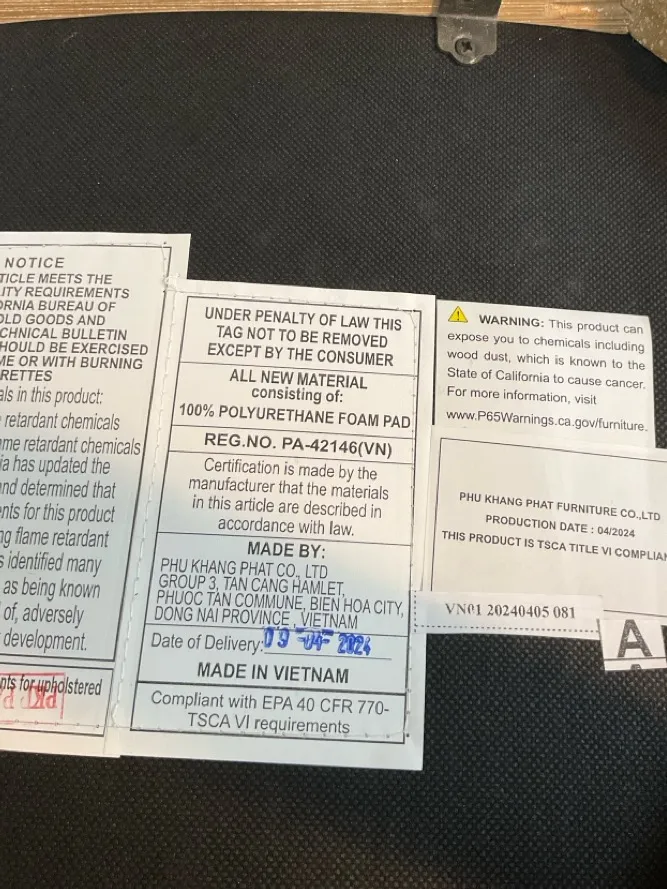 NOTICE
TICLE MEETS THE
ITY REQUIREMENTS
ORNIA BUREAU OF
OLD GOODS AND
CHNICAL BULLETIN
HOULD BE EXERCISED
ME OR WITH BURNING
RETTES
als in this product:
retardant chemicals
ame retardant chemicals
ia has updated the
nd determined that
ents for this product
ng flame retardant
s identified many
as being known
of, adversely
development.
nts for upholstered
UNDER PENALTY OF LAW THIS
TAG NOT TO BE REMOVED
EXCEPT BY THE CONSUMER
ALL NEW MATERIAL
consisting of:
100% POLYURETHANE FOAM PAD
REG.NO. PA-42146(VN)
Certification is made by the
manufacturer that the materials
in this article are described in
accordance with law.
MADE BY:
PHU KHANG PHAT CO., LTD
GROUP 3, TAN CANG HAMLET,
PHUOC TAN COMMUNE, BIEN HOA CITY,
DONG NAI PROVINCE , VIETNAM
Date of Delivery: 09 -04- 2024
MADE IN VIETNAM
Compliant with EPA 40 CFR 770-
TSCA VI requirements
WARNING: This product can
expose you to chemicals including
wood dust, which is known to the
State of California to cause cancer.
For more information, visit
www.P65Warnings.ca.gov/furniture.
PHU KHANG PHAT FURNITURE CO.,LTD
PRODUCTION DATE : 04/2024
THIS PRODUCT IS TSCA TITLE VI COMPLIAN
VN01 20240405 081
A